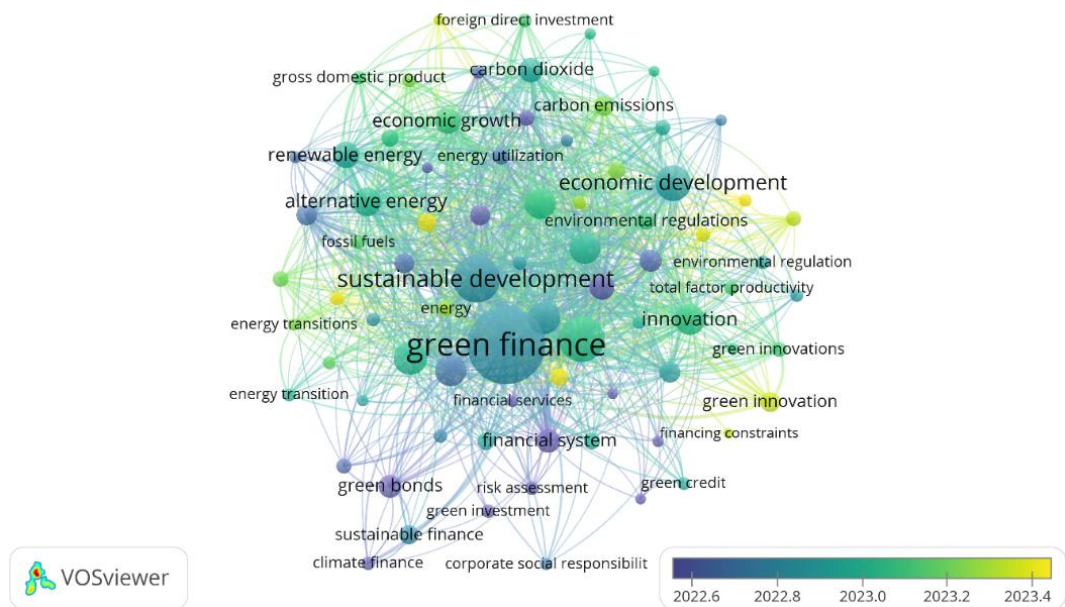 foreign direct investment
carbon dioxide
gross domestic product
carbon emissions
economic growth
renewable energy
energy utilization
economic development
alternative energy
environmental regulations
fossil fuels
environmental regulation
sustainable development
total factor productivity
energy
energy transitions
innovation
green finance
green innovations
energy transition
financial services
green innovation
financial system
financing constraints
green bonds
risk assessment
green credit
green investment
sustainable finance
climate finance
corporate social responsibilit
VOSviewer
2022.6 2022.8 2023.0 2023.2 2023.4